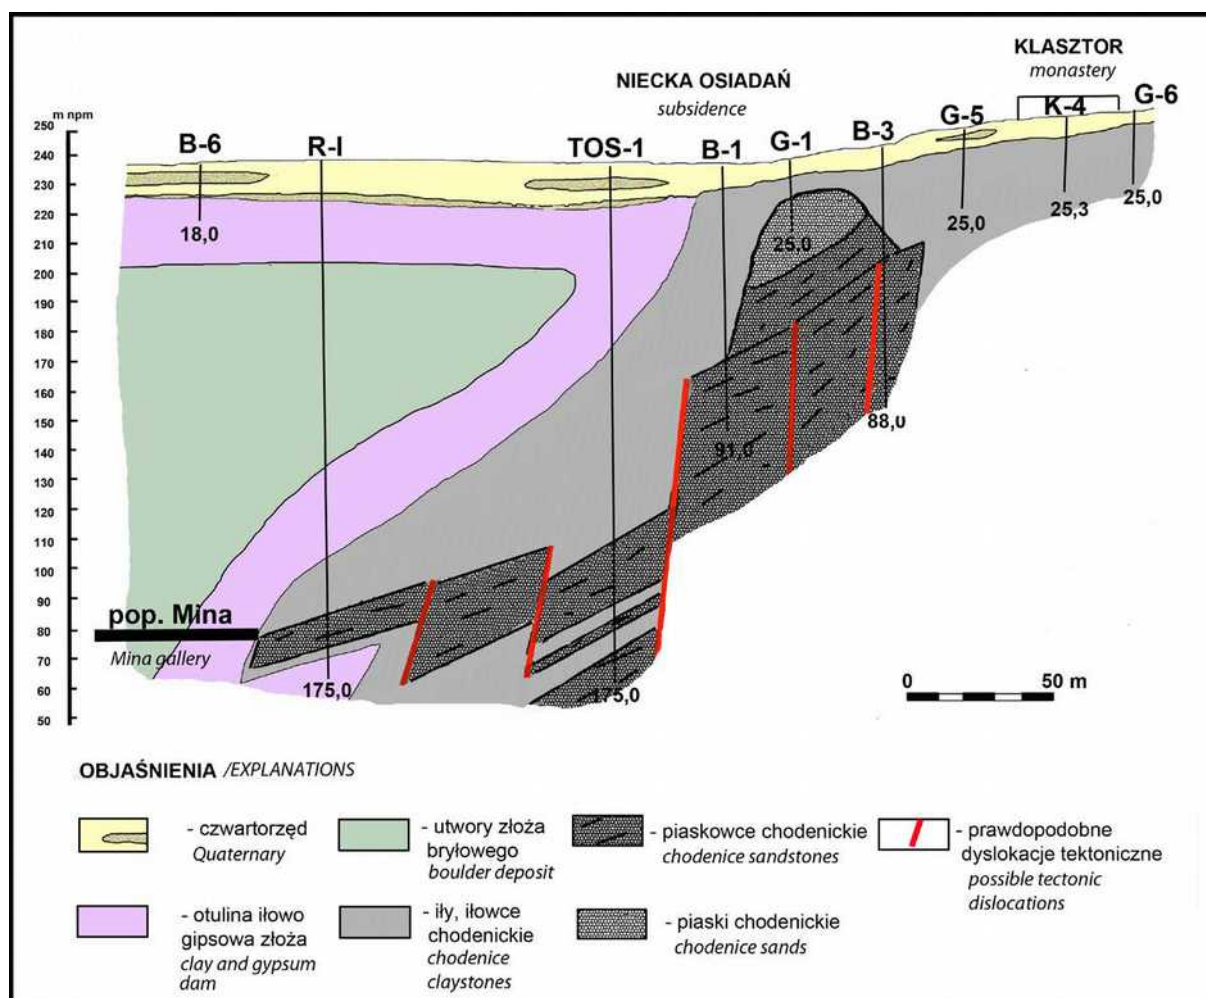 KLASZTOR
monastery
NIECKA OSIADAŃ
subsidence
m npm
B-6
R-I
TOS-1
B-1
G-1
B-3
G-5
K-4
G-6
250
240
230
220
210
200
190
180
170
160
150
140
130
120
110
100
90
80
70
60
50
18,0
25,0
25,0
25,3
25,0
88,0
91,0
pop. Mina
Mina gallery
175,0
175,0
0 50 m
OBJAŚNIENIA /EXPLANATIONS
- czwartorzęd
Quaternary
- utwory złoża
bryłowego
boulder deposit
- piaskowce chodenickie
chodenice sandstones
- prawdopodobne
dyslokacje tektoniczne
possible tectonic
dislocations
- otulina iłowo
gipsowa złoża
clay and gypsum
dam
- iły, iłowce
chodenickie
chodenice
claystones
- piaski chodenickie
chodenice sands